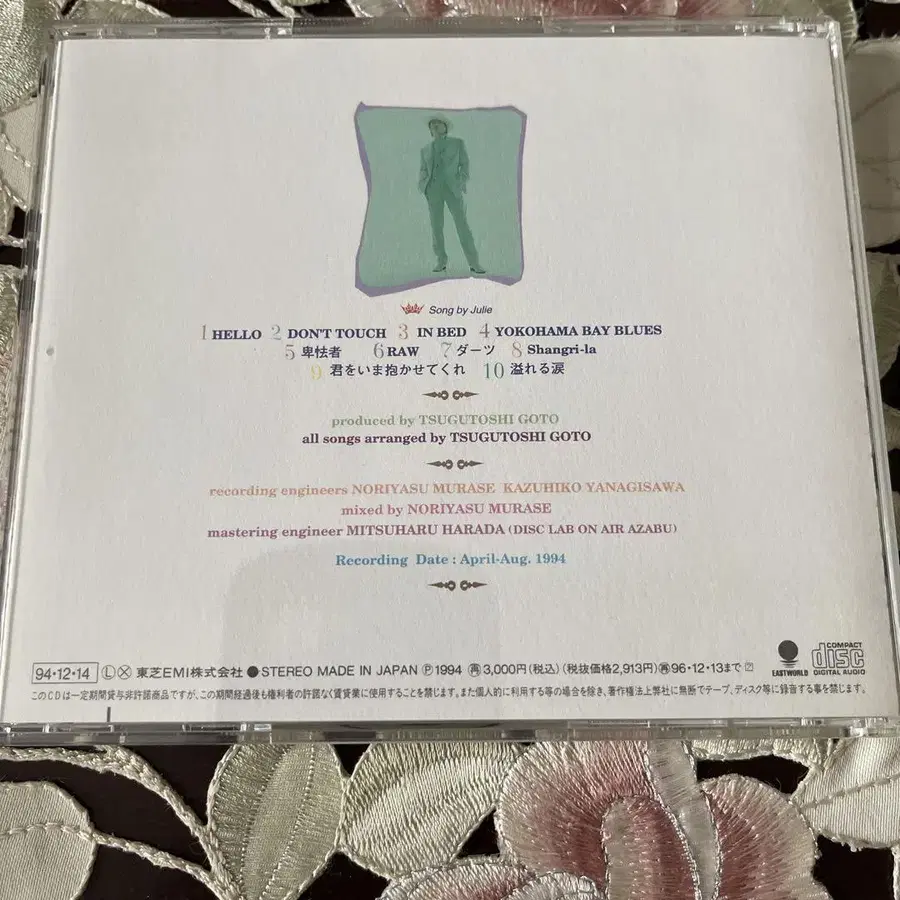 Song by Julie
1 HELLO 2 DON'T TOUCH 3 IN BED 4 YOKOHAMA BAY BLUES
5 卑怯者 6 RAW 7 ダーツ 8 Shangri-la
9 君をいま抱かせてくれ 10 溢れる涙
produced by TSUGUTOSHI GOTO
all songs arranged by TSUGUTOSHI GOTO
recording engineers NORIYASU MURASE KAZUHIKO YANAGISAWA
mixed by NORIYASU MURASE
mastering engineer MITSUHARU HARADA (DISC LAB ON AIR AZABU)
Recording Date : April-Aug. 1994
94・12・14 Ⓛ 東芝EMI株式会社 ●STEREO MADE IN JAPAN Ⓟ1994 ㊢3,000円(税込) (税抜価格2,913円) ㊢96・12・13まで
EASTWORLD
COMPACT disc DIGITAL AUDIO
このCDは一定期間貸与非許諾商品ですが、この期間経過後も権利者の許諾なく賃貸業に使用することを禁じます。また個人的に利用する等の場合を除き、著作権法上弊社に無断でテープ、ディスク等に録音する事を禁じます。